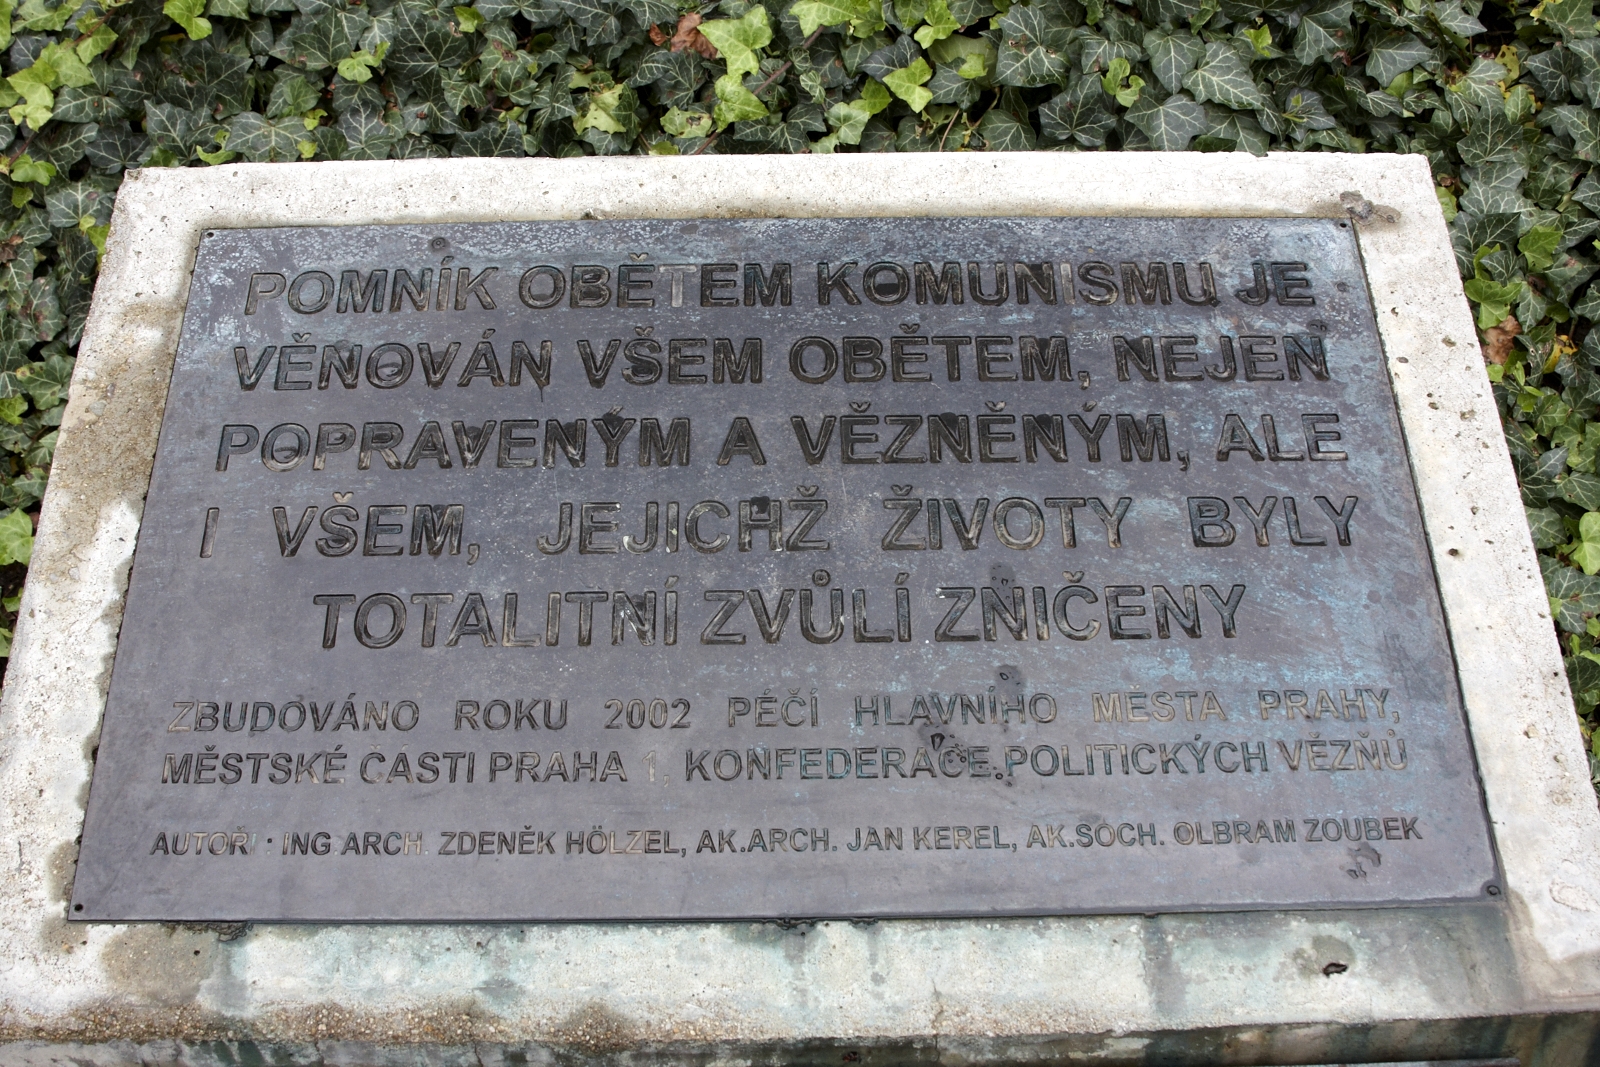 POMNÍK OBĚTEM KOMUNISMU JE
VĚNOVÁN VŠEM OBĚTEM, NEJEN
POPRAVENÝM A VĚZNĚNÝM, ALE
I VŠEM, JEJICHŽ ŽIVOTY BYLY
TOTALITNÍ ZVŮLÍ ZNIČENY
ZBUDOVÁNO ROKU 2002 PÉČÍ HLAVNÍHO MĚSTA PRAHY,
MĚSTSKÉ ČÁSTI PRAHA 1, KONFEDERACE POLITICKÝCH VĚZŇŮ
AUTOŘI : ING.ARCH. ZDENĚK HÖLZEL, AK.ARCH. JAN KEREL, AK.SOCH. OLBRAM ZOUBEK